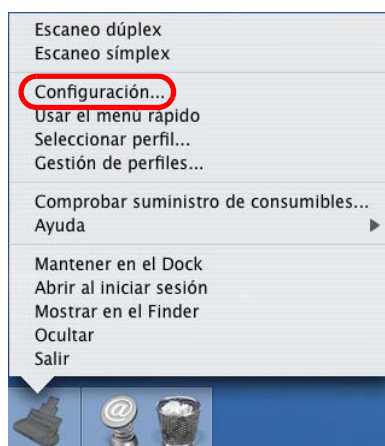 Escaneo dúplex
Escaneo símplex
Configuración...
Usar el menú rápido
Seleccionar perfil...
Gestión de perfiles...
Comprobar suministro de consumibles...
Ayuda
Mantener en el Dock
Abrir al iniciar sesión
Mostrar en el Finder
Ocultar
Salir
@